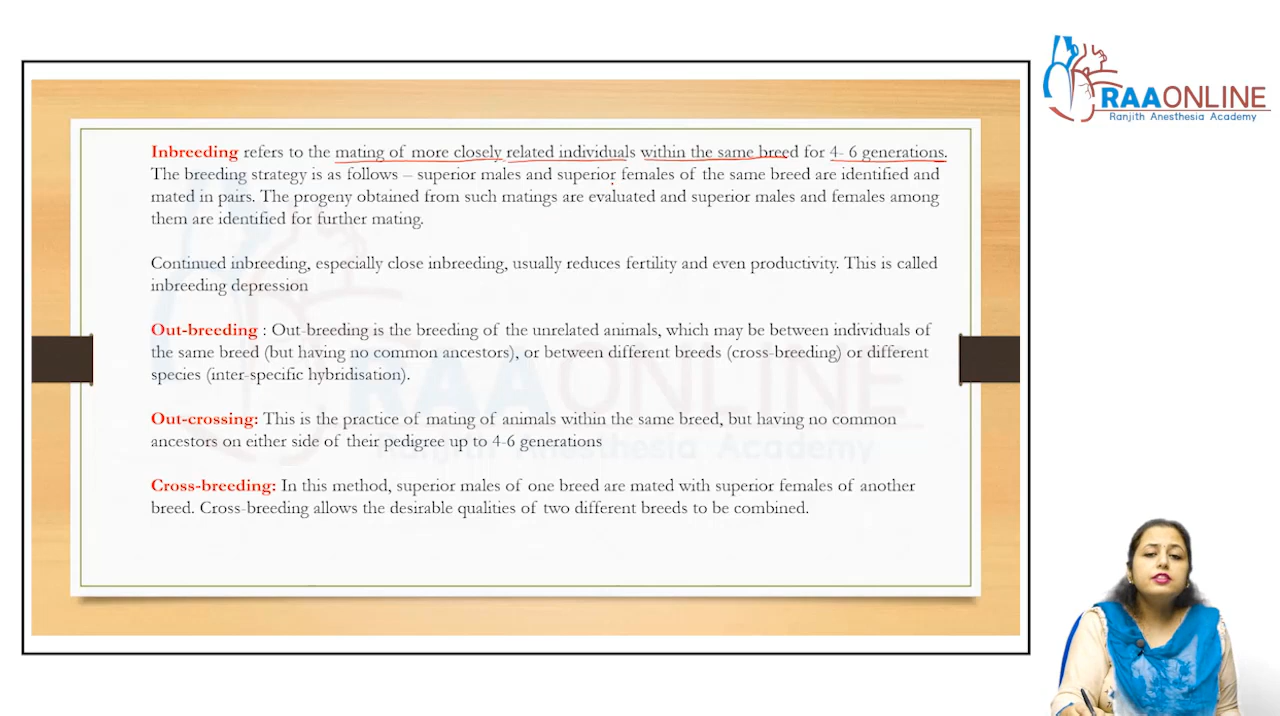 RAAONLINE
Ranjith Anesthesia Academy
Inbreeding refers to the mating of more closely related individuals within the same breed for 4- 6 generations.
The breeding strategy is as follows – superior males and superior females of the same breed are identified and
mated in pairs. The progeny obtained from such matings are evaluated and superior males and females among
them are identified for further mating.
Continued inbreeding, especially close inbreeding, usually reduces fertility and even productivity. This is called
inbreeding depression
Out-breeding : Out-breeding is the breeding of the unrelated animals, which may be between individuals of
the same breed (but having no common ancestors), or between different breeds (cross-breeding) or different
species (inter-specific hybridisation).
Out-crossing: This is the practice of mating of animals within the same breed, but having no common
ancestors on either side of their pedigree up to 4-6 generations
Cross-breeding: In this method, superior males of one breed are mated with superior females of another
breed. Cross-breeding allows the desirable qualities of two different breeds to be combined.
RAAONLINE
Ranjith Anesthesia Academy